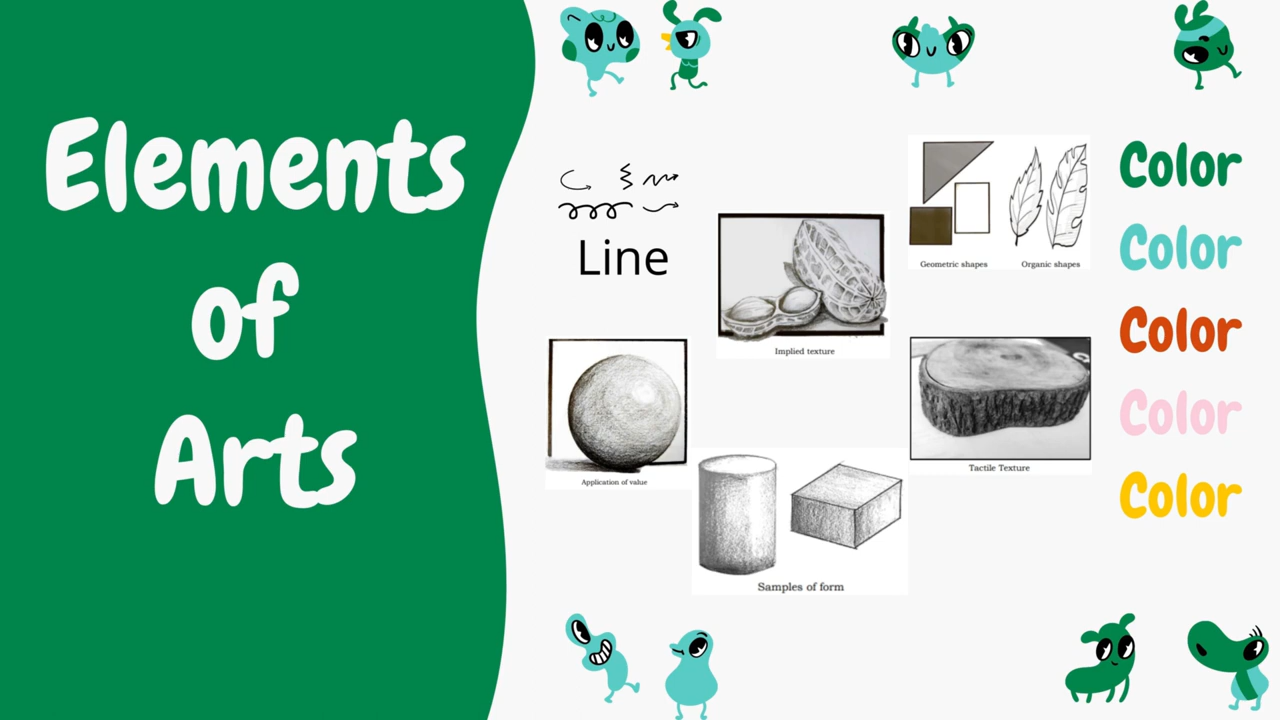 Elements
of
Arts
Line
Implied texture
Geometric shapes
Organic shapes
Color
Color
Color
Color
Color
Application of value
Tactile Texture
Samples of form